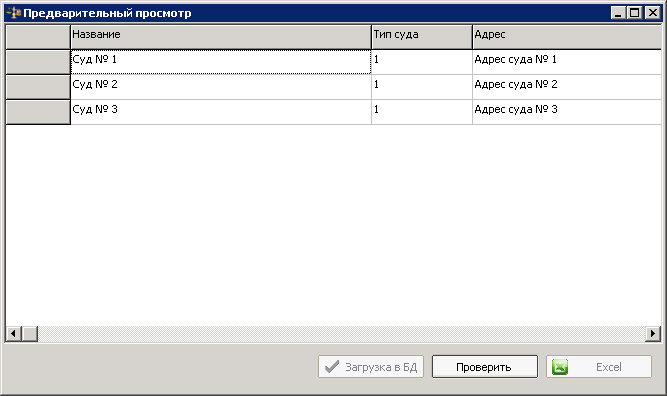 Предварительный просмотр
Название Тип суда Адрес
Суд № 1 1 Адрес суда № 1
Суд № 2 1 Адрес суда № 2
Суд № 3 1 Адрес суда № 3
Загрузка в БД Проверить Excel